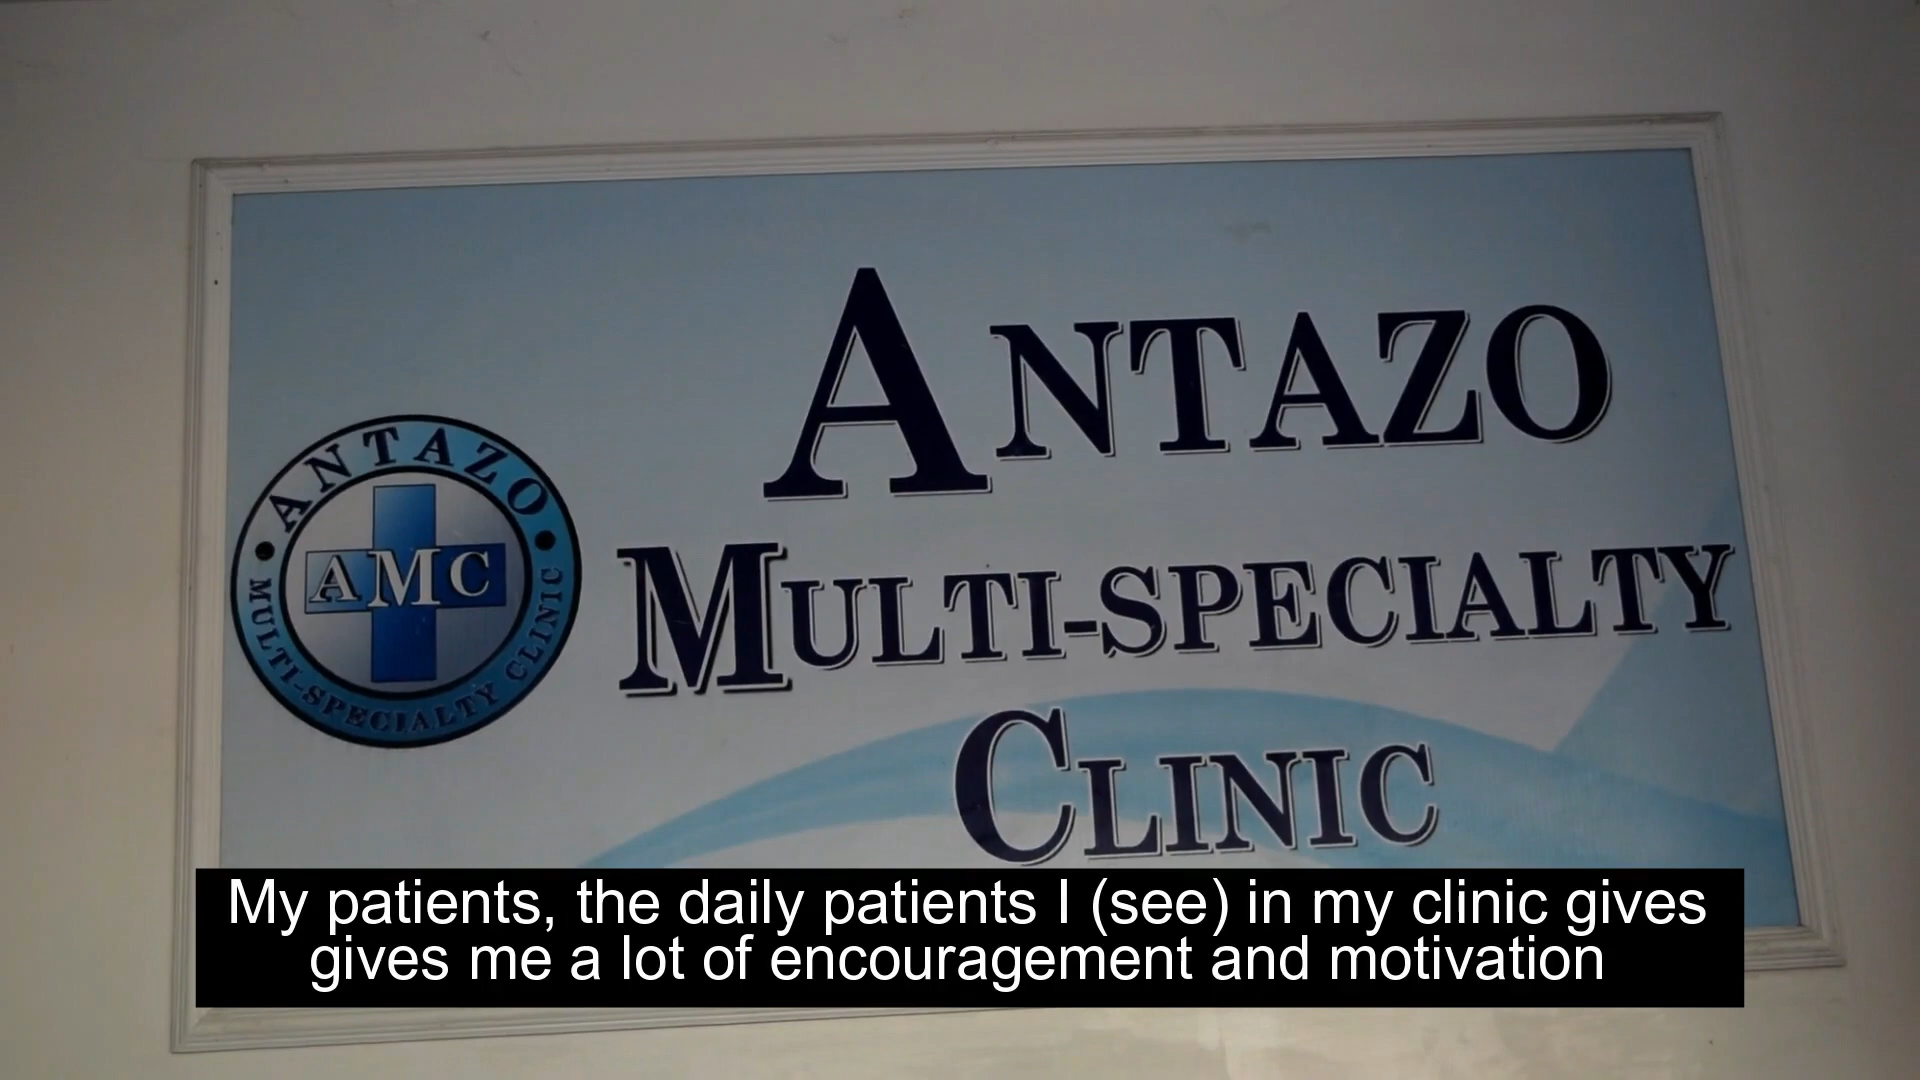 ANTAZO
MULTI-SPECIALTY
CLINIC
ANTAZO
AMC
MULTI-SPECIALTY CLINIC
My patients, the daily patients I (see) in my clinic gives
gives me a lot of encouragement and motivation